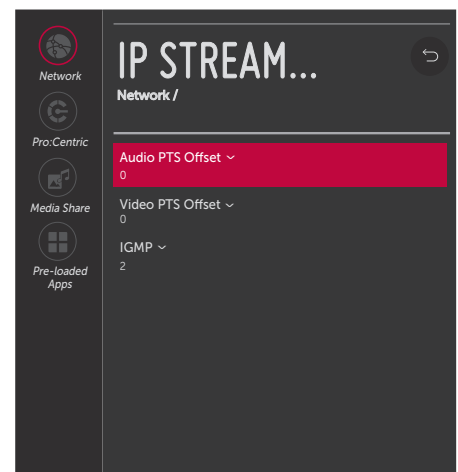 Network
Pro:Centric
Media Share
Pre-loaded
Apps
IP STREAM...
Network /
Audio PTS Offset
0
Video PTS Offset
0
IGMP
2